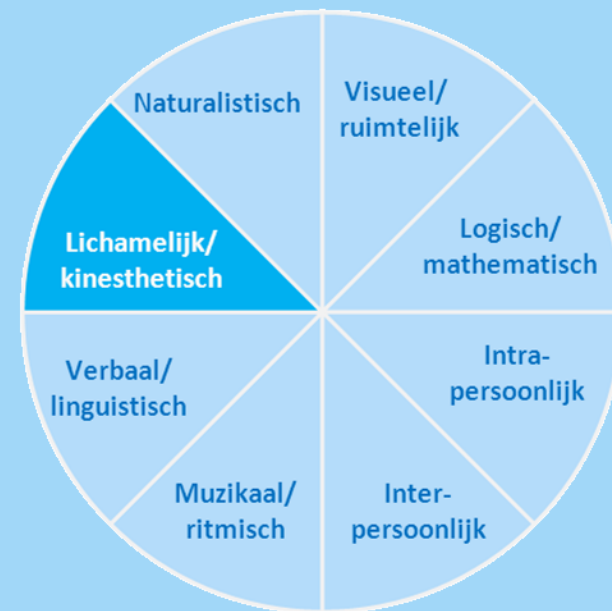 Naturalistisch
Visueel/
ruimtelijk
Logisch/
mathematisch
Intra-
persoonlijk
Inter-
persoonlijk
Muzikaal/
ritmisch
Verbaal/
linguistisch
Lichamelijk/
kinesthetisch